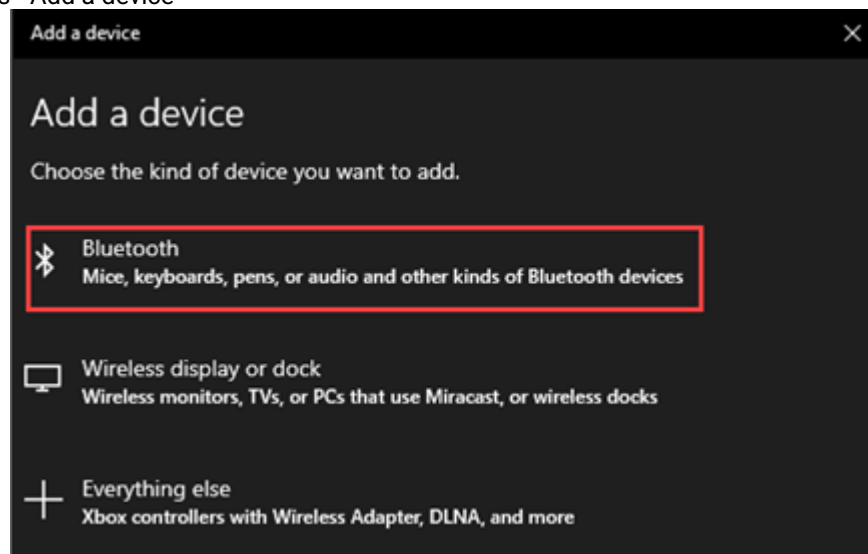 Add a device
Add a device
Add a device
Choose the kind of device you want to add.
Bluetooth
Mice, keyboards, pens, or audio and other kinds of Bluetooth devices
Wireless display or dock
Wireless monitors, TVs, or PCs that use Miracast, or wireless docks
Everything else
Xbox controllers with Wireless Adapter, DLNA, and more